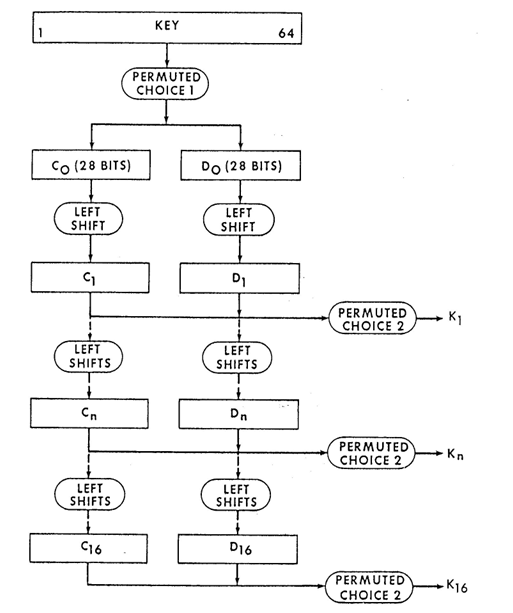 KEY
1 64
PERMUTED
CHOICE 1
C0 (28 BITS) D0 (28 BITS)
LEFT
SHIFT
LEFT
SHIFT
C1 D1
PERMUTED
CHOICE 2
K1
LEFT
SHIFTS
LEFT
SHIFTS
Cn Dn
PERMUTED
CHOICE 2
Kn
LEFT
SHIFTS
LEFT
SHIFTS
C16 D16
PERMUTED
CHOICE 2
K16